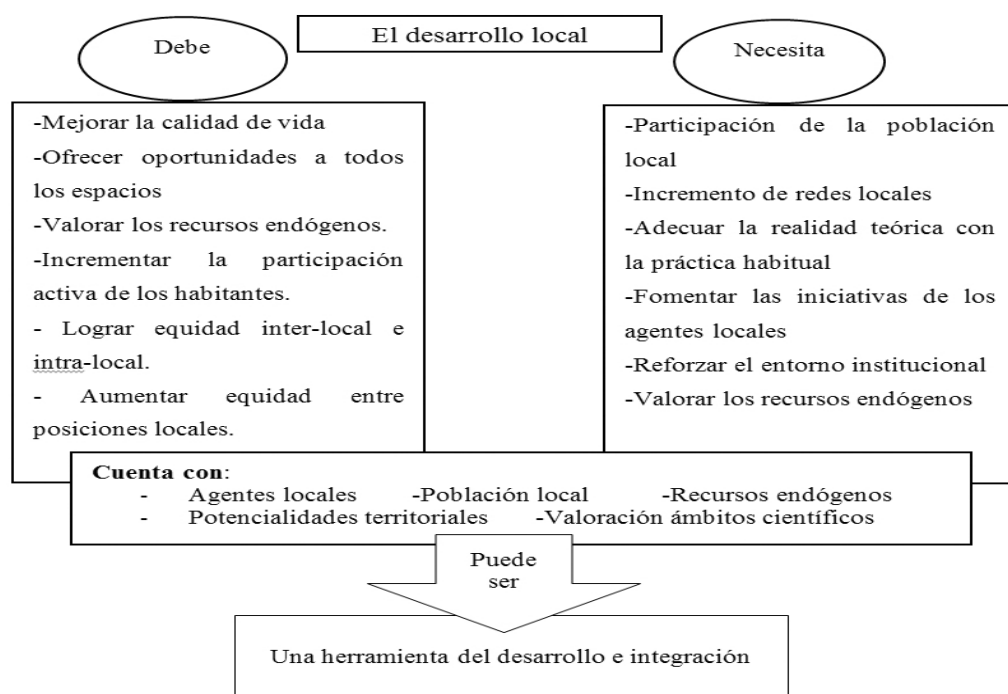 El desarrollo local
Debe
-Mejorar la calidad de vida
-Ofrecer oportunidades a todos
los espacios
-Valorar los recursos endógenos.
-Incrementar la participación
activa de los habitantes.
- Lograr equidad inter-local e
intra-local.
- Aumentar equidad entre
posiciones locales.
Necesita
-Participación de la población
local
-Incremento de redes locales
-Adecuar la realidad teórica con
la práctica habitual
-Fomentar las iniciativas de los
agentes locales
-Reforzar el entorno institucional
-Valorar los recursos endógenos
Cuenta con:
- Agentes locales -Población local -Recursos endógenos
- Potencialidades territoriales -Valoración ámbitos científicos
Puede
ser
Una herramienta del desarrollo e integración